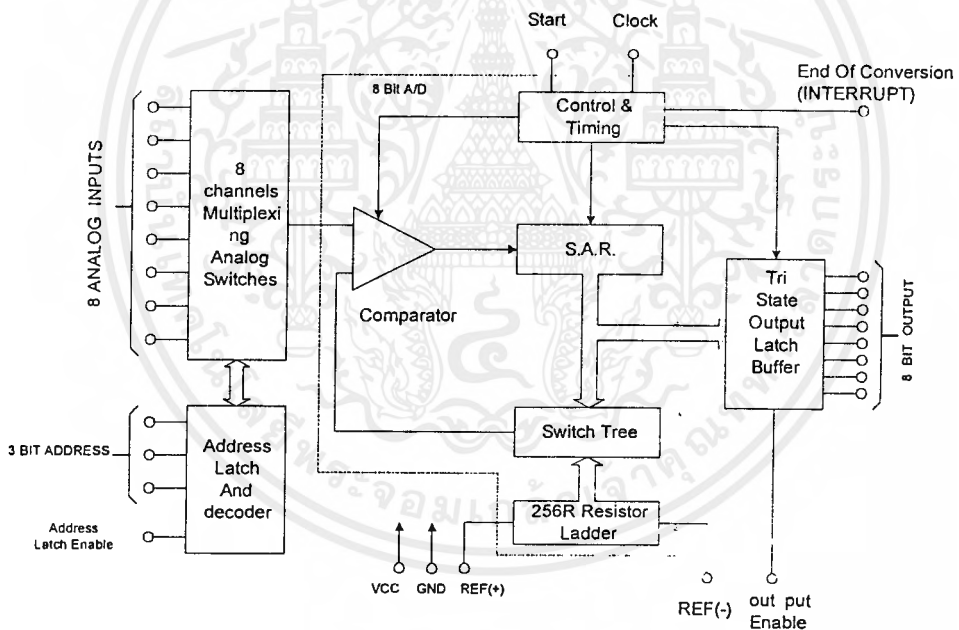 Start
Clock
End Of Conversion
(INTERRUPT)
8 Bit A/D
Control &
Timing
8 ANALOG INPUTS
8
channels
Multiplexi
ng
Analog
Switches
S.A.R.
Comparator
Tri
State
Output
Latch
Buffer
8 BIT OUTPUT
3 BIT ADDRESS
Address
Latch
And
decoder
Switch Tree
256R Resistor
Ladder
Address
Latch Enable
VCC
GND
REF(+)
REF(-)
out put
Enable